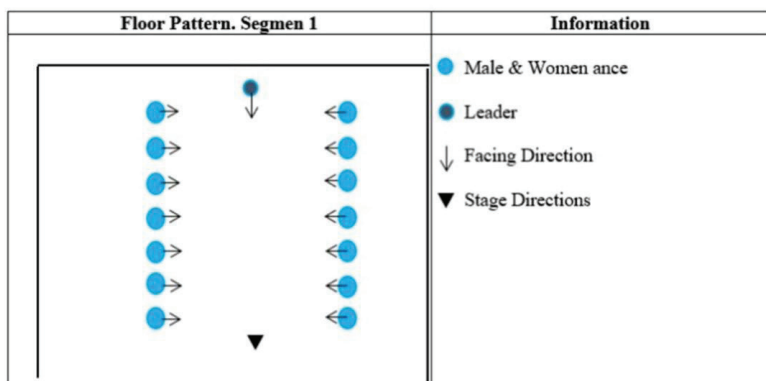 Floor Pattern. Segmen 1
Information
Male & Women ance
Leader
Facing Direction
Stage Directions